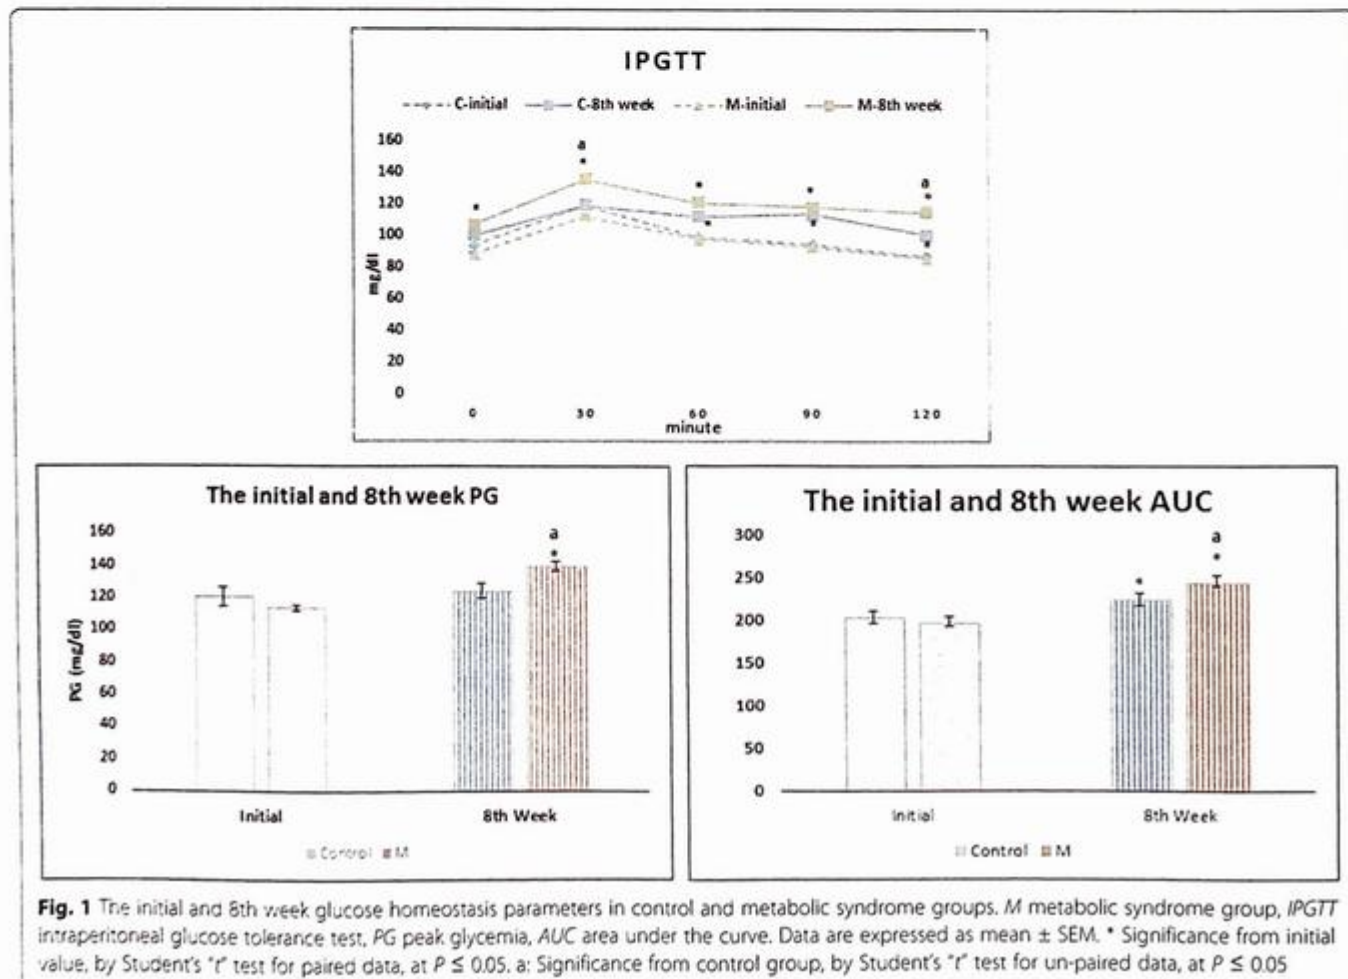 IPGTT
C-initial C-8th week M-initial M-8th week
160
140
120
100
80
60
40
20
0
mg/dl
a
*
*
*
*
a
*
*
*
*
0 30 60 90 120
minute
The initial and 8th week PG
160
140
120
100
80
60
40
20
0
PG (mg/dl)
a
*
Initial 8th Week
Control M
The initial and 8th week AUC
300
250
200
150
100
50
0
*
a
*
Initial 8th Week
Control M
Fig. 1 The initial and 8th week glucose homeostasis parameters in control and metabolic syndrome groups. M metabolic syndrome group, IPGTT
intraperitoneal glucose tolerance test, PG peak glycemia, AUC area under the curve. Data are expressed as mean ± SEM. * Significance from initial
value, by Student's "t" test for paired data, at P ≤ 0.05. a: Significance from control group, by Student's "t" test for un-paired data, at P ≤ 0.05